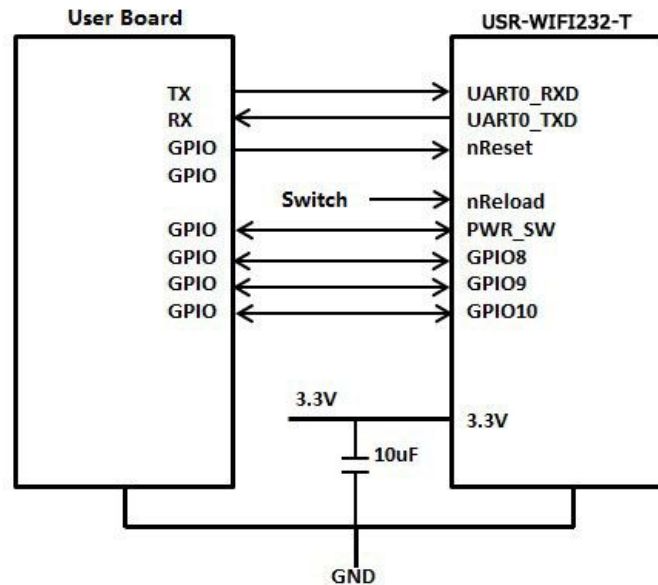 User Board
USR-WIFI232-T
TX
UART0_RXD
RX
UART0_TXD
GPIO
nReset
GPIO
Switch
nReload
GPIO
PWR_SW
GPIO
GPIO8
GPIO
GPIO9
GPIO
GPIO10
3.3V
3.3V
10uF
GND